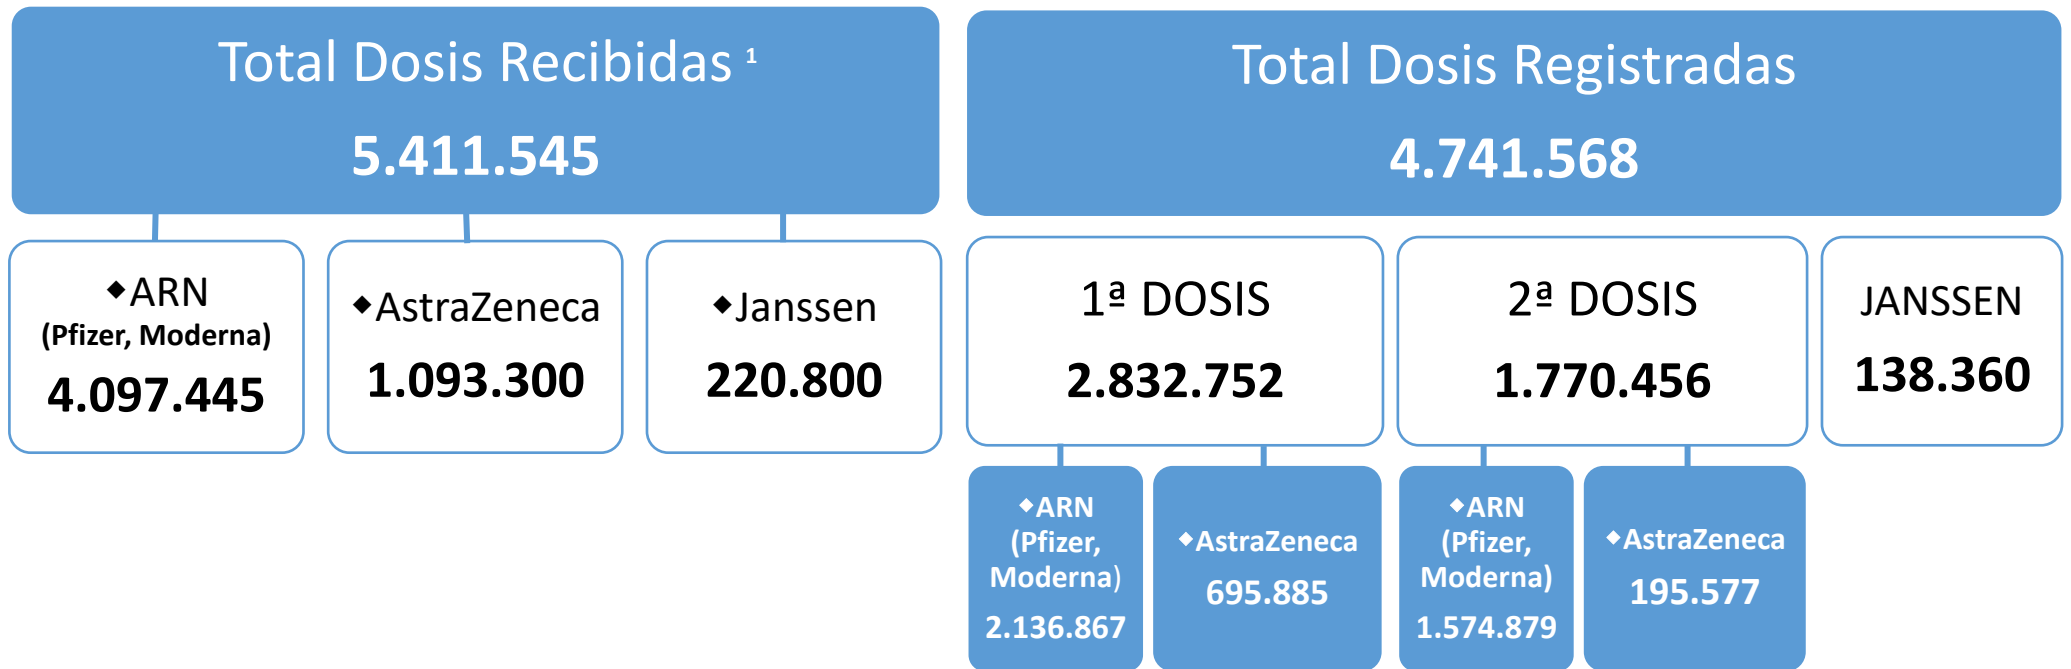 Total Dosis Recibidas 1
5.411.545
◆ARN
(Pfizer, Moderna)
4.097.445
◆AstraZeneca
1.093.300
◆Janssen
220.800
Total Dosis Registradas
4.741.568
1ª DOSIS
2.832.752
◆ARN
(Pfizer,
Moderna)
2.136.867
◆AstraZeneca
695.885
2ª DOSIS
1.770.456
◆ARN
(Pfizer,
Moderna)
1.574.879
◆AstraZeneca
195.577
JANSSEN
138.360